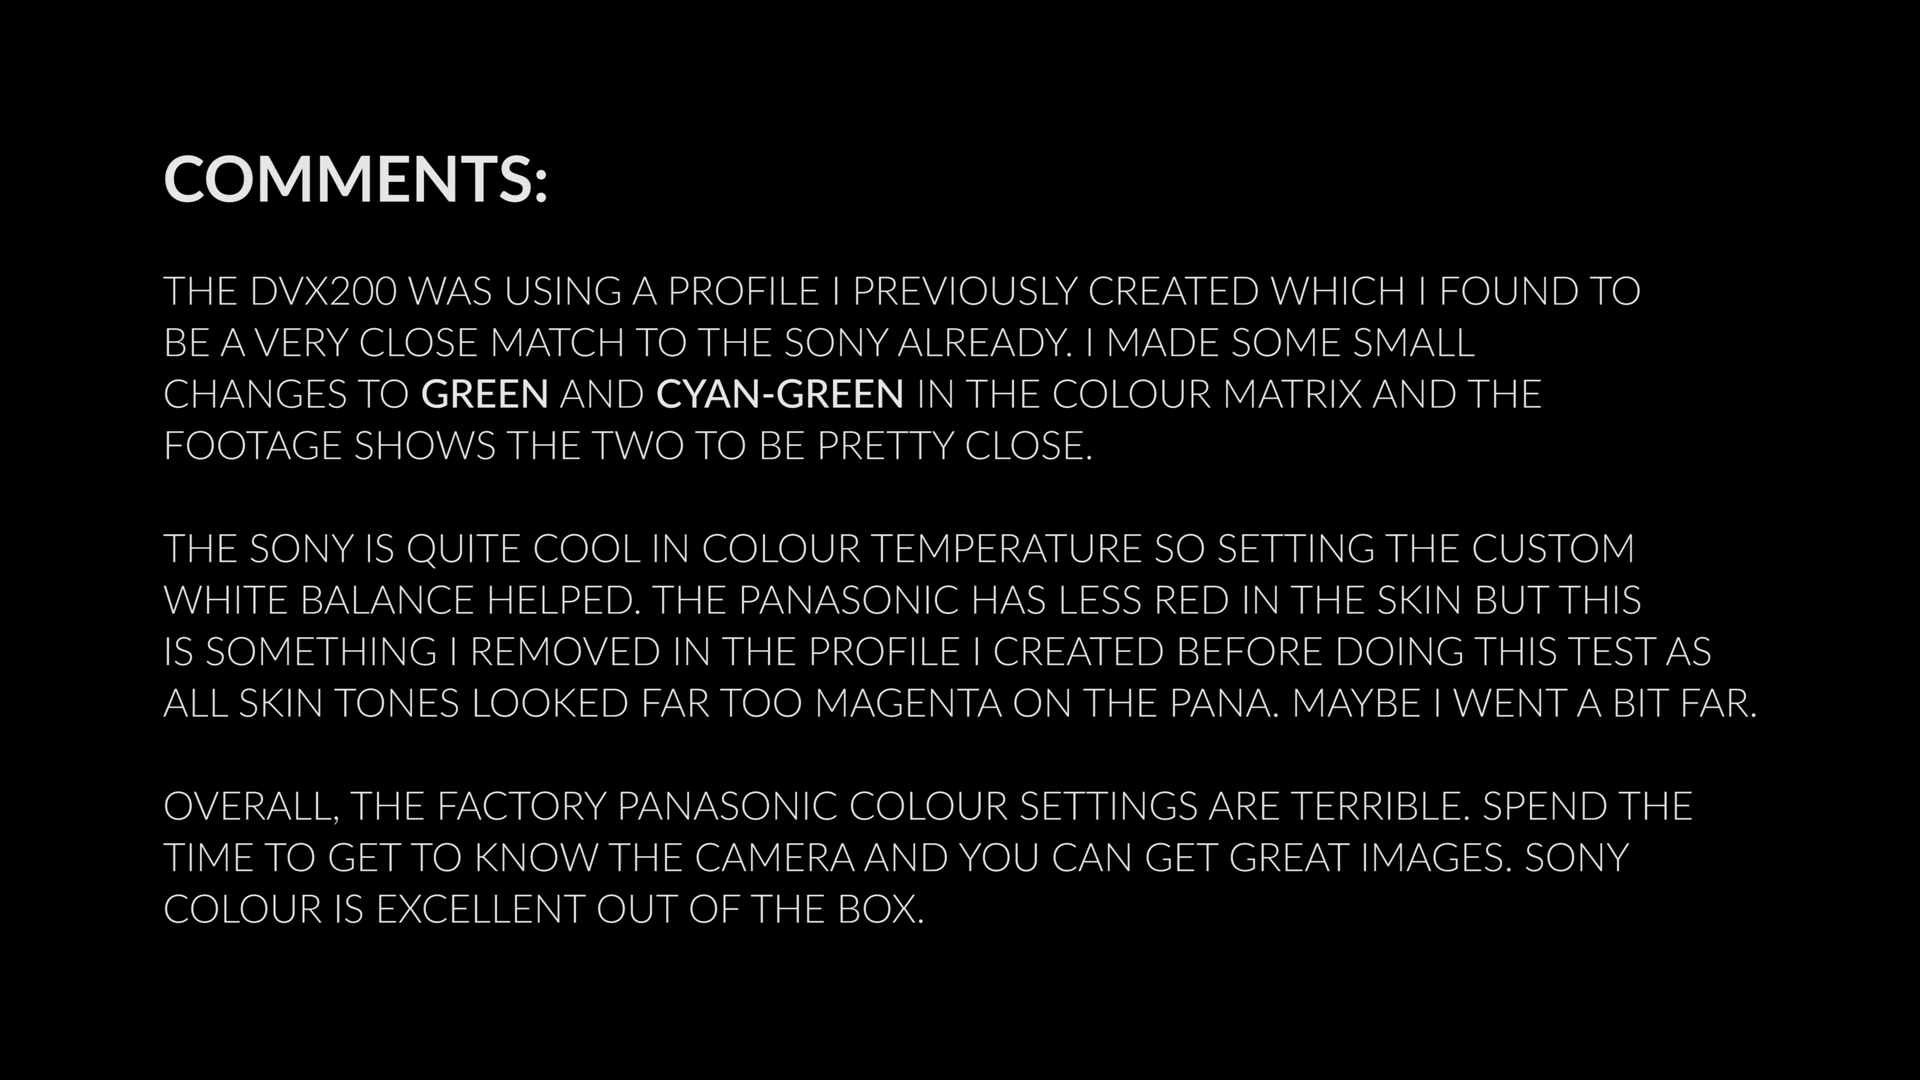 COMMENTS:
THE DVX200 WAS USING A PROFILE I PREVIOUSLY CREATED WHICH I FOUND TO
BE A VERY CLOSE MATCH TO THE SONY ALREADY. I MADE SOME SMALL
CHANGES TO GREEN AND CYAN-GREEN IN THE COLOUR MATRIX AND THE
FOOTAGE SHOWS THE TWO TO BE PRETTY CLOSE.
THE SONY IS QUITE COOL IN COLOUR TEMPERATURE SO SETTING THE CUSTOM
WHITE BALANCE HELPED. THE PANASONIC HAS LESS RED IN THE SKIN BUT THIS
IS SOMETHING I REMOVED IN THE PROFILE I CREATED BEFORE DOING THIS TEST AS
ALL SKIN TONES LOOKED FAR TOO MAGENTA ON THE PANA. MAYBE I WENT A BIT FAR.
OVERALL, THE FACTORY PANASONIC COLOUR SETTINGS ARE TERRIBLE. SPEND THE
TIME TO GET TO KNOW THE CAMERA AND YOU CAN GET GREAT IMAGES. SONY
COLOUR IS EXCELLENT OUT OF THE BOX.